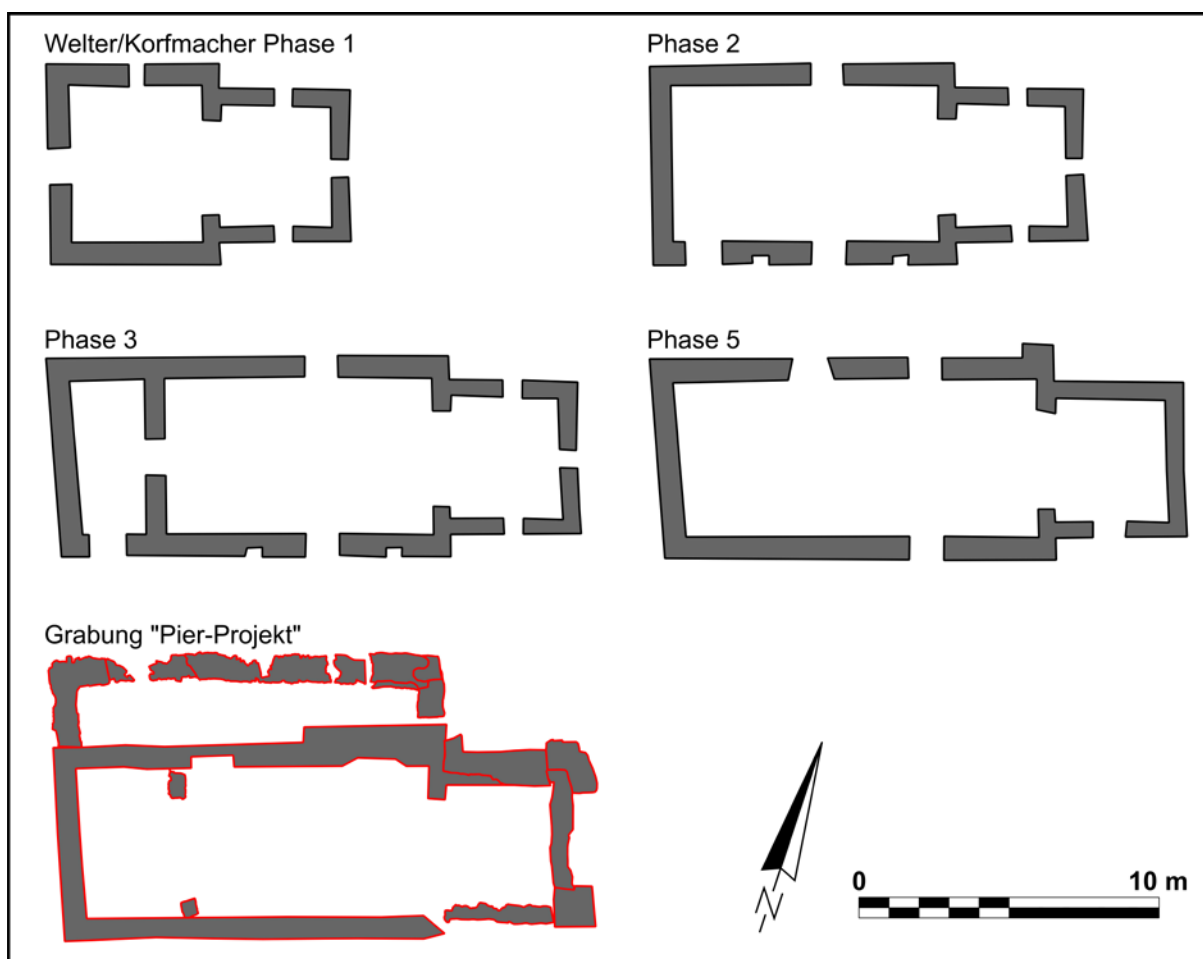 Welter/Korfmacher Phase 1
Phase 2
Phase 3
Phase 5
Grabung "Pier-Projekt"
N
0 10 m